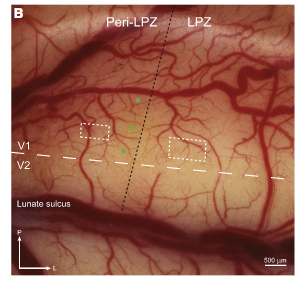 B
Peri-LPZ
LPZ
V1
V2
Lunate sulcus
P
L
500 µm